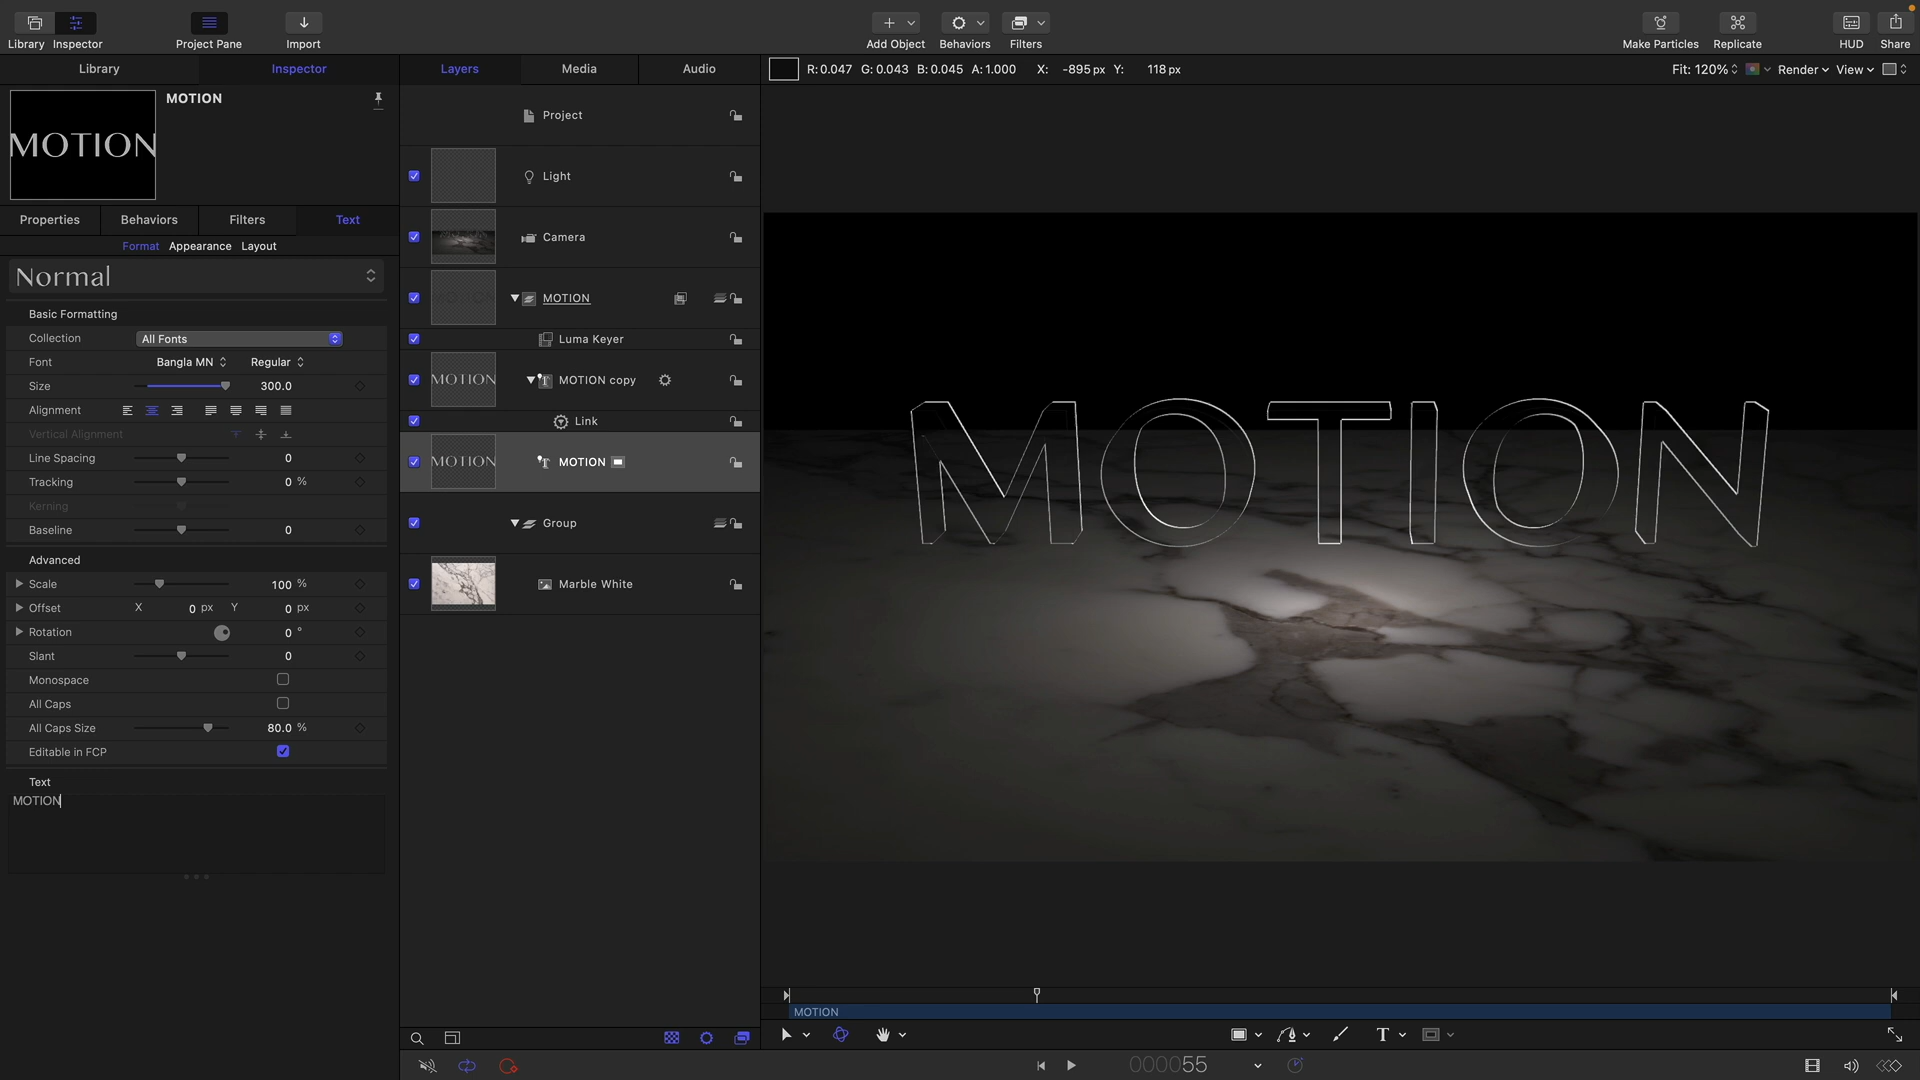 Library
Inspector
Project Pane
Import
Add Object
Behaviors
Filters
Make Particles
Replicate
HUD
Share
Library
Inspector
Layers
Media
Audio
R:0.047 G:0.043 B:0.045 A:1.000 X: -895 px Y: 118 px
Fit: 120%
Render
View
MOTION
MOTION
Properties
Behaviors
Filters
Text
Format
Appearance
Layout
Normal
Basic Formatting
Collection All Fonts
Font Bangla MN Regular
Size 300.0
Alignment
Vertical Alignment
Line Spacing 0
Tracking 0 %
Kerning
Baseline 0
Advanced
Scale 100 %
Offset X 0 px Y 0 px
Rotation 0 °
Slant 0
Monospace
All Caps
All Caps Size 80.0 %
Editable in FCP
Text
MOTION
Project
Light
Camera
MOTION
Luma Keyer
MOTION
MOTION copy
Link
MOTION
MOTION
Group
Marble White
MOTION
MOTION
T
000055